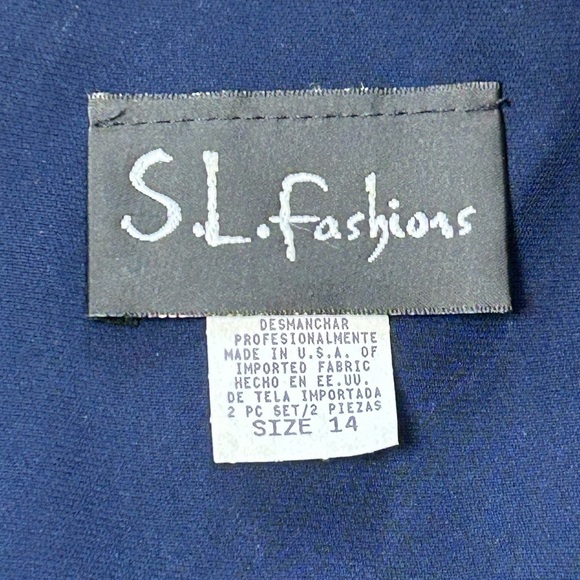 S.L. Fashions
DESMANCHAR
PROFESIONALMENTE
MADE IN U.S.A. OF
IMPORTED FABRIC
HECHO EN EE.UU.
DE TELA IMPORTADA
2 PC SET/2 PIEZAS
SIZE 14